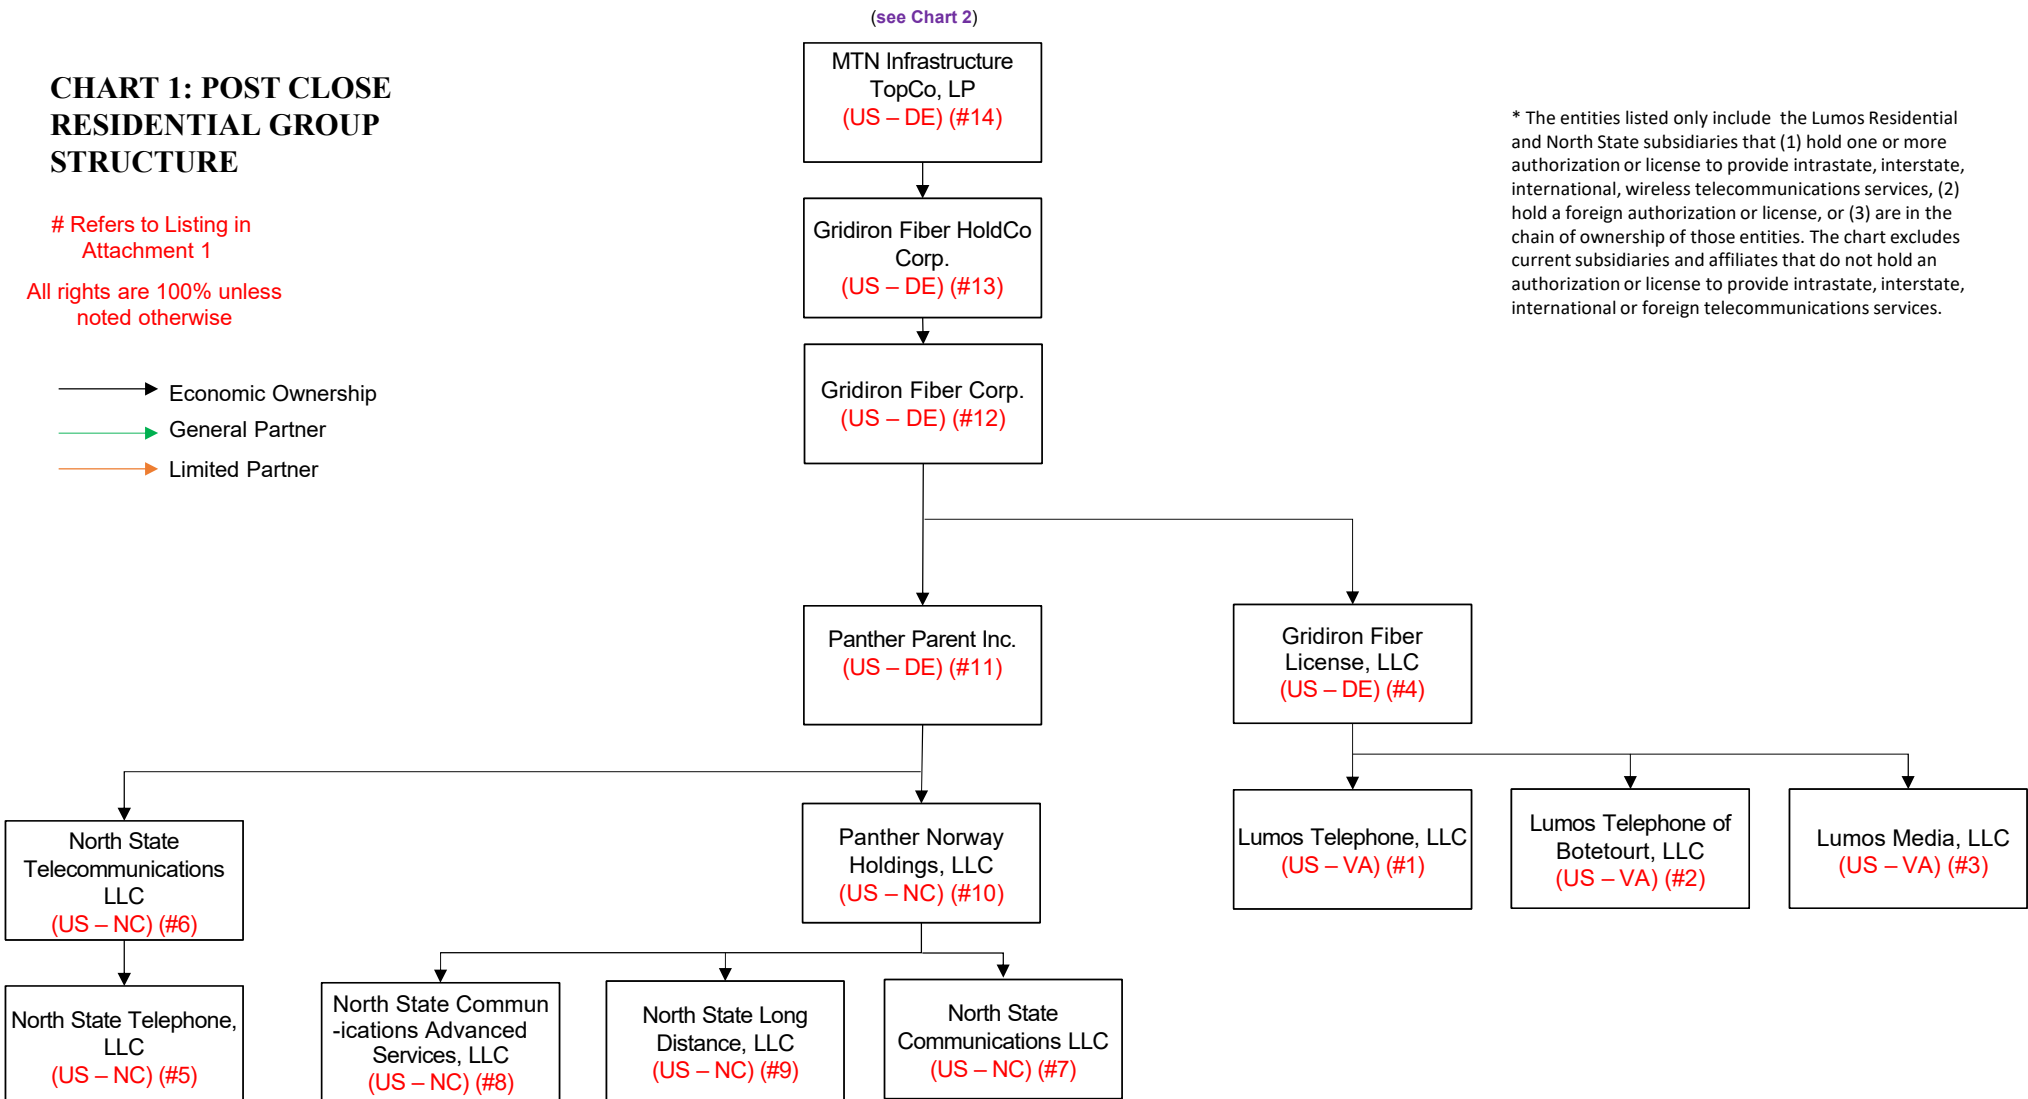 (see Chart 2)
CHART 1: POST CLOSE
RESIDENTIAL GROUP
STRUCTURE
# Refers to Listing in
Attachment 1
All rights are 100% unless
noted otherwise
Economic Ownership
General Partner
Limited Partner
MTN Infrastructure
TopCo, LP
(US – DE) (#14)
* The entities listed only include the Lumos Residential
and North State subsidiaries that (1) hold one or more
authorization or license to provide intrastate, interstate,
international, wireless telecommunications services, (2)
hold a foreign authorization or license, or (3) are in the
chain of ownership of those entities. The chart excludes
current subsidiaries and affiliates that do not hold an
authorization or license to provide intrastate, interstate,
international or foreign telecommunications services.
Gridiron Fiber HoldCo
Corp.
(US – DE) (#13)
Gridiron Fiber Corp.
(US – DE) (#12)
Panther Parent Inc.
(US – DE) (#11)
Gridiron Fiber
License, LLC
(US – DE) (#4)
North State
Telecommunications
LLC
(US – NC) (#6)
Panther Norway
Holdings, LLC
(US – NC) (#10)
Lumos Telephone, LLC
(US – VA) (#1)
Lumos Telephone of
Botetourt, LLC
(US – VA) (#2)
Lumos Media, LLC
(US – VA) (#3)
North State Telephone,
LLC
(US – NC) (#5)
North State Commun
-ications Advanced
Services, LLC
(US – NC) (#8)
North State Long
Distance, LLC
(US – NC) (#9)
North State
Communications LLC
(US – NC) (#7)